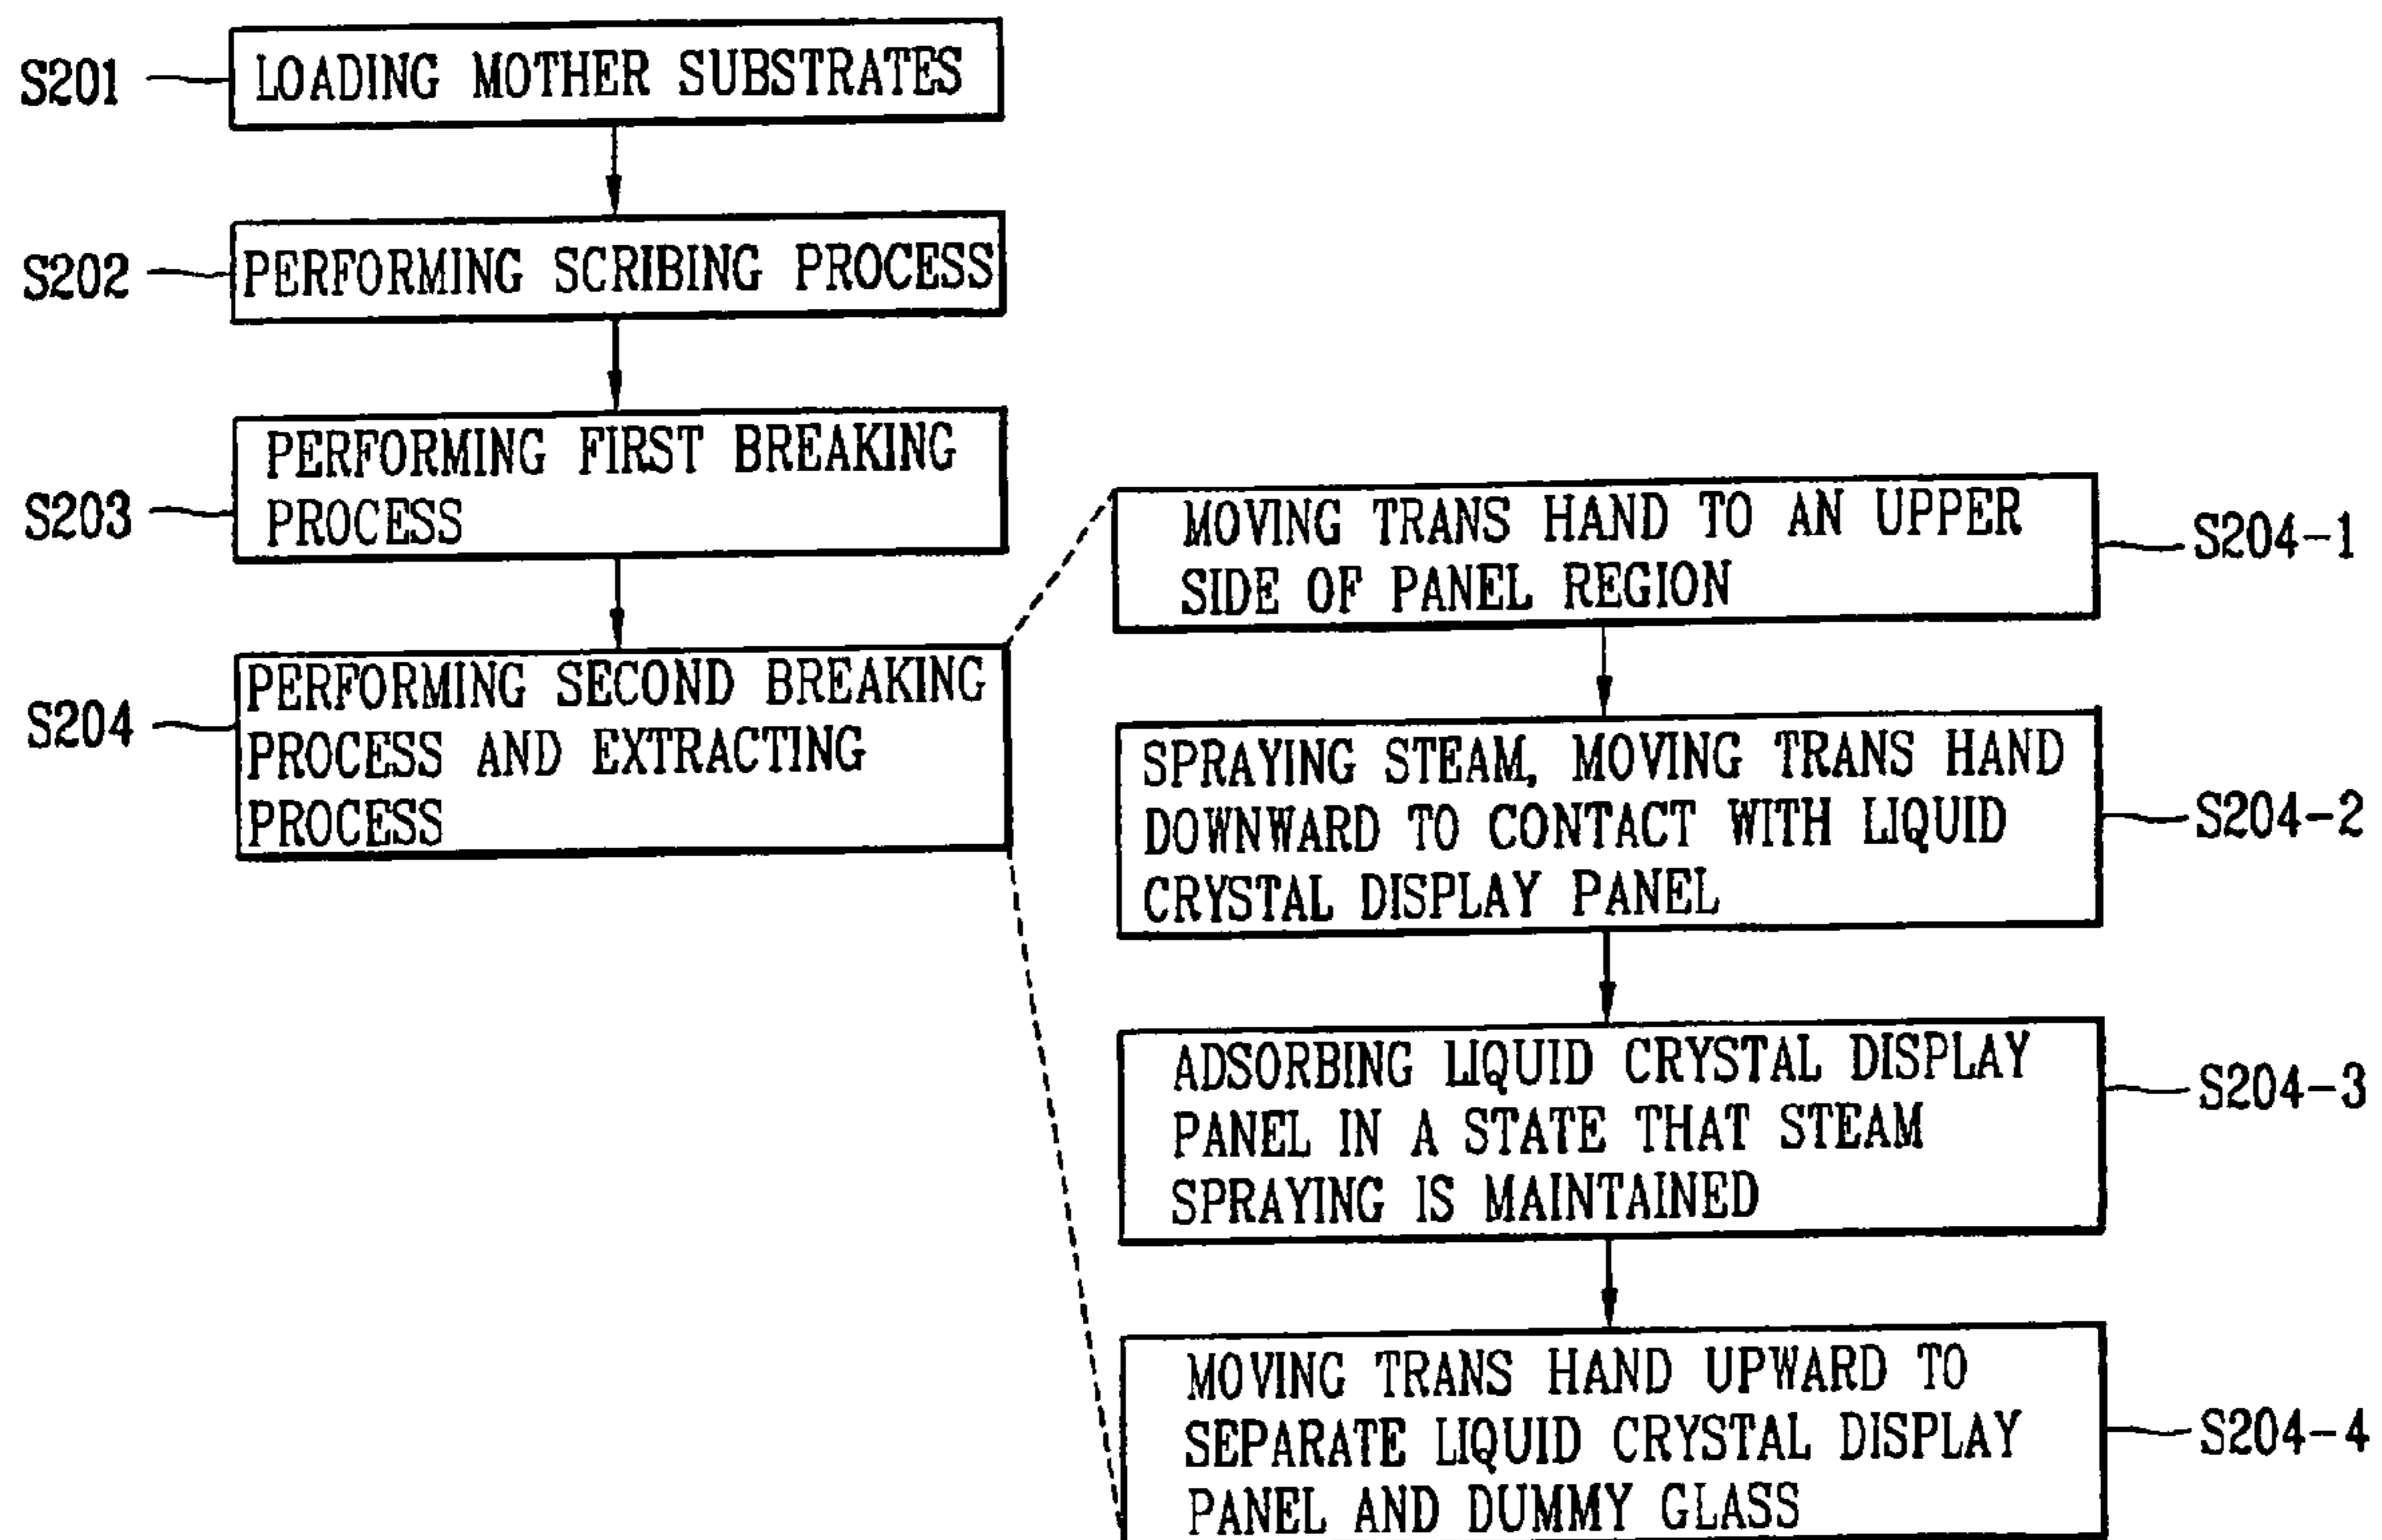 S201
LOADING MOTHER SUBSTRATES
S202
PERFORMING SCRIBING PROCESS
S203
PERFORMING FIRST BREAKING
PROCESS
S204
PERFORMING SECOND BREAKING
PROCESS AND EXTRACTING
PROCESS
MOVING TRANS HAND TO AN UPPER
SIDE OF PANEL REGION
S204-1
SPRAYING STEAM, MOVING TRANS HAND
DOWNWARD TO CONTACT WITH LIQUID
CRYSTAL DISPLAY PANEL
S204-2
ADSORBING LIQUID CRYSTAL DISPLAY
PANEL IN A STATE THAT STEAM
SPRAYING IS MAINTAINED
S204-3
MOVING TRANS HAND UPWARD TO
SEPARATE LIQUID CRYSTAL DISPLAY
PANEL AND DUMMY GLASS
S204-4